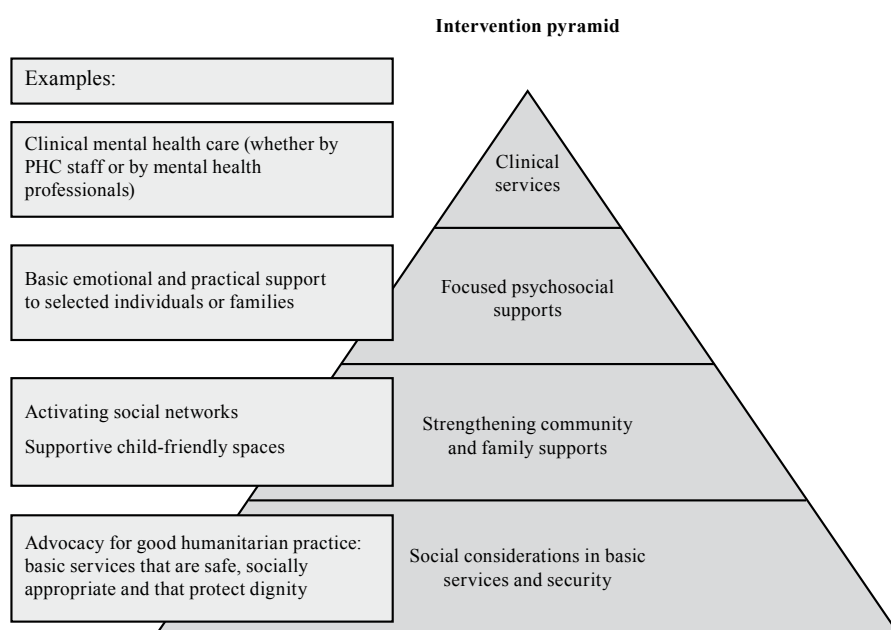 Intervention pyramid
Examples:
Clinical mental health care (whether by
PHC staff or by mental health
professionals)
Clinical
services
Basic emotional and practical support
to selected individuals or families
Focused psychosocial
supports
Activating social networks
Supportive child-friendly spaces
Strengthening community
and family supports
Advocacy for good humanitarian practice:
basic services that are safe, socially
appropriate and that protect dignity
Social considerations in basic
services and security